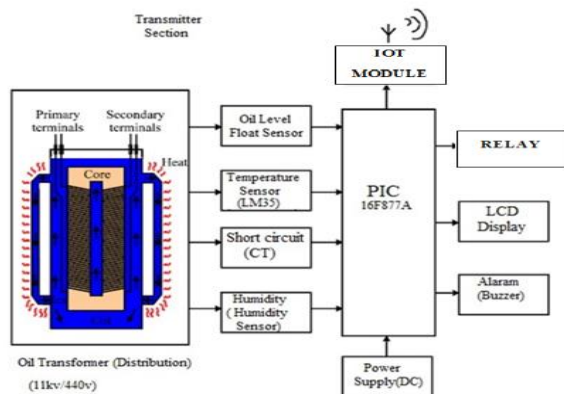 Transmitter
Section
IOT
MODULE
Primary
terminals
Secondary
terminals
Heat
Core
Oil Level
Float Sensor
Temperature
Sensor
(LM35)
Short circuit
(CT)
Humidity
( Humidity
Sensor)
PIC
16F877A
RELAY
LCD
Display
Alaram
(Buzzer)
Power
Supply(DC)
Oil Transformer (Distribution)
(11kv/440v)